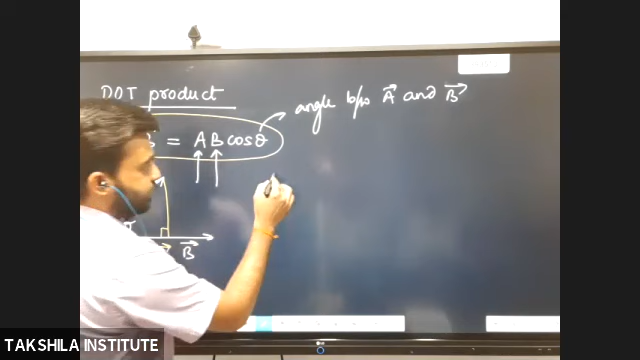 DOT product
B = AB cosθ
angle b/w A⃗ and B⃗
B⃗
TAKSHILA INSTITUTE